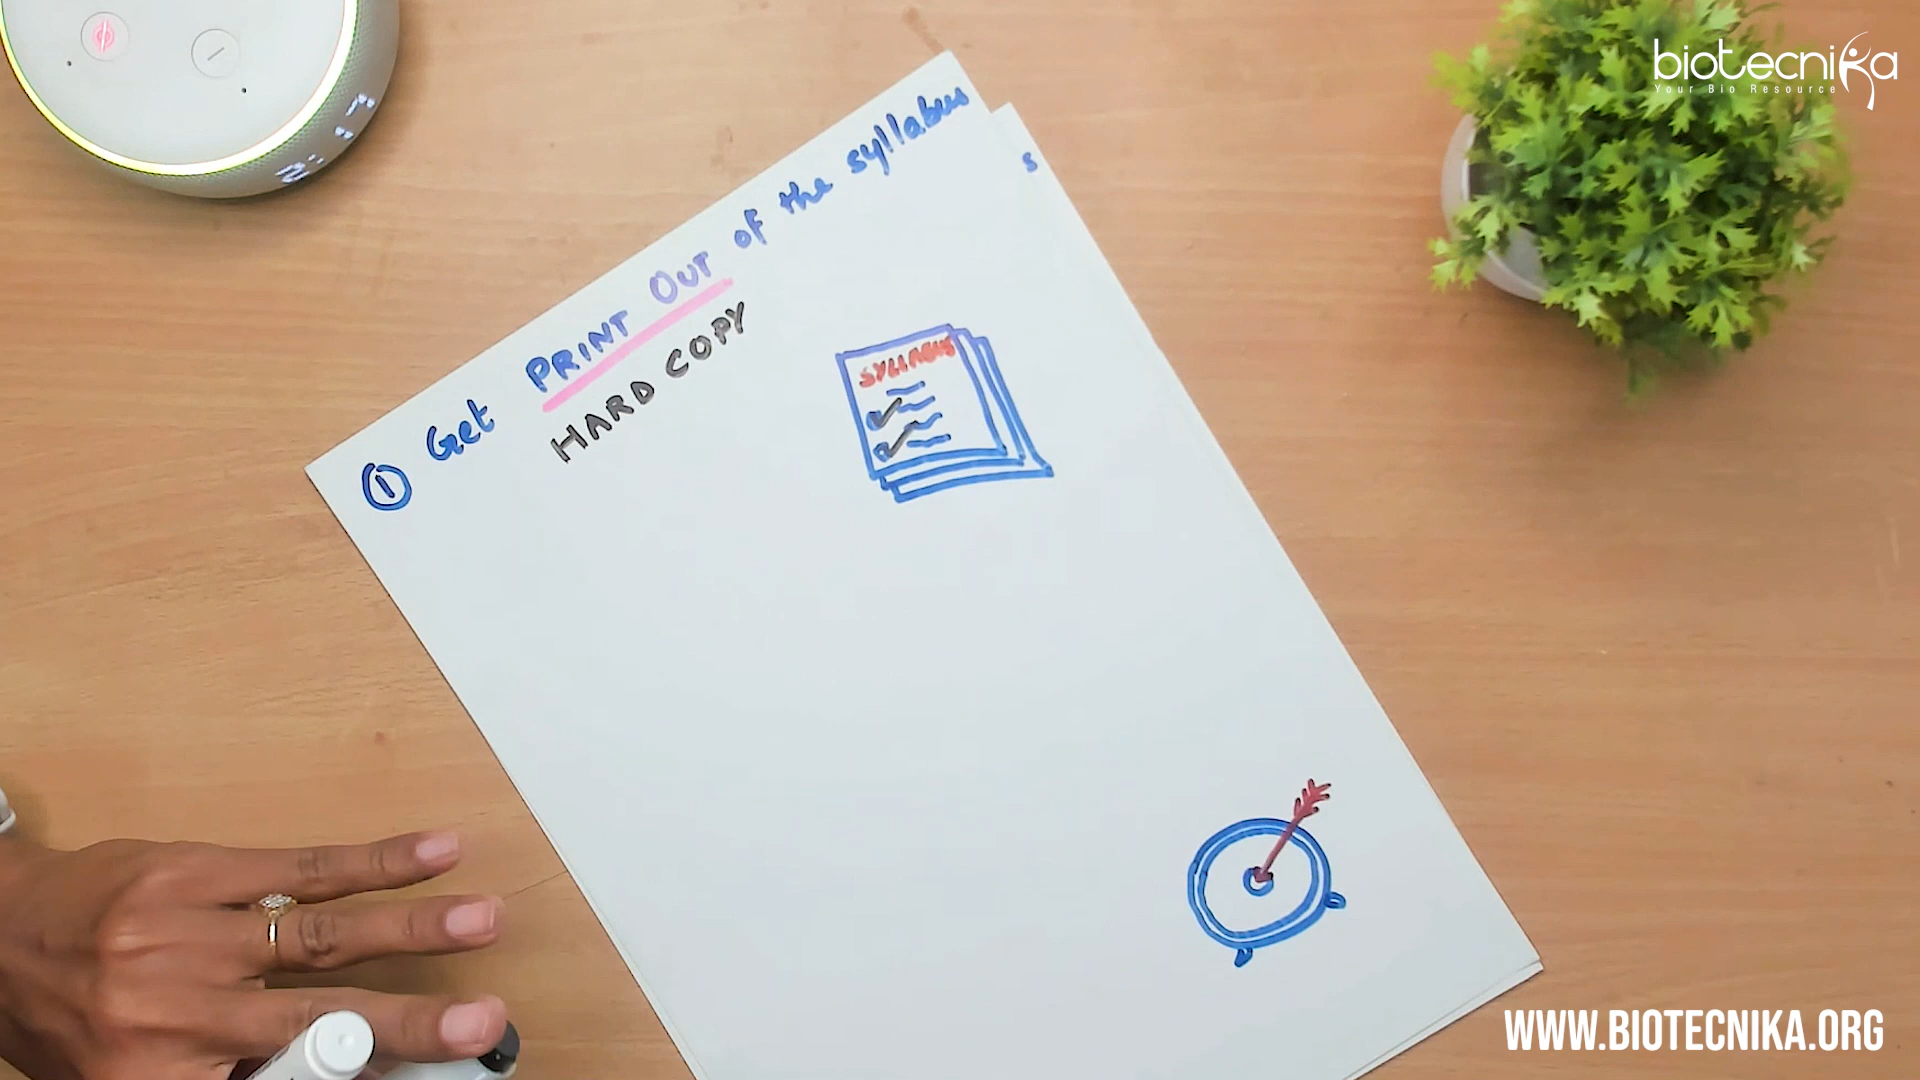 biotecnika
Your Bio Resource
① Get PRINT OUT of the syllabus
HARD COPY
s
SYLLABUS
WWW.BIOTECNIKA.ORG